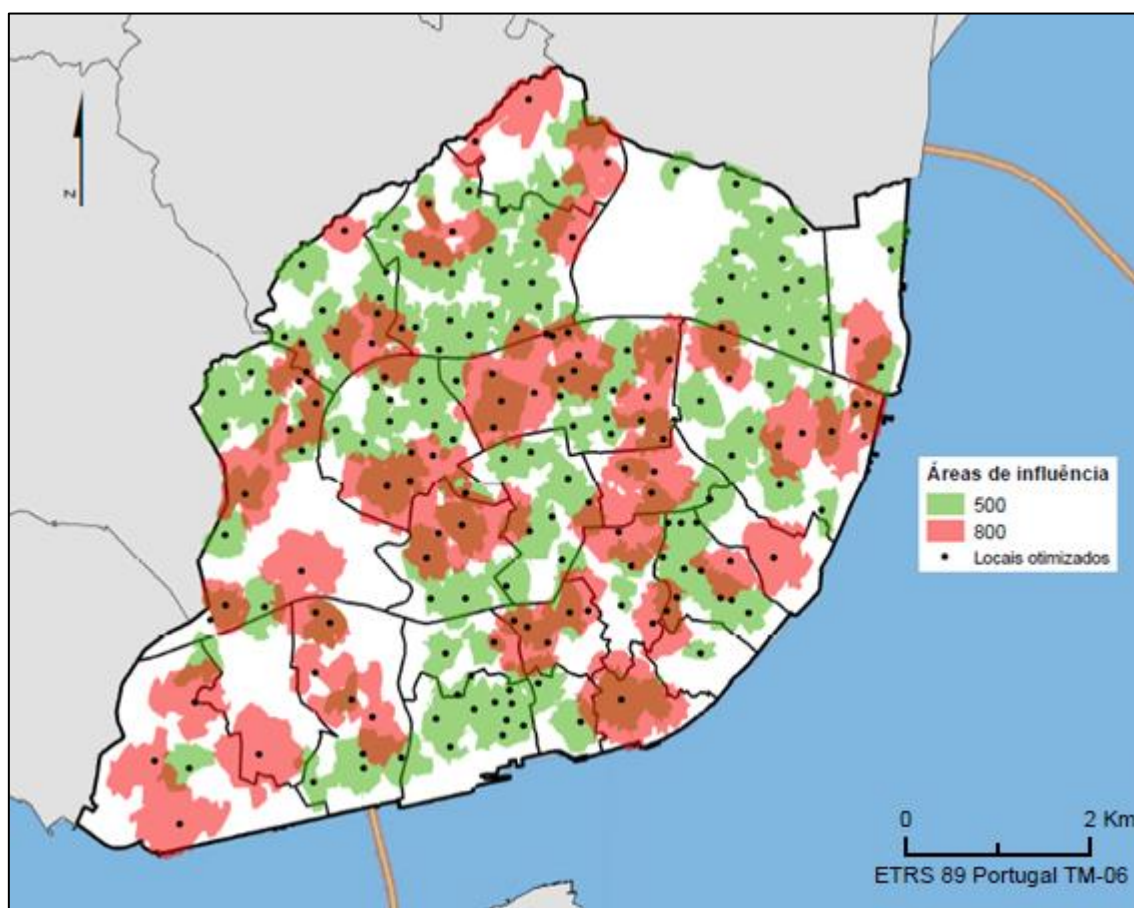 N
Áreas de influência
500
800
Locais otimizados
0 2 Km
ETRS 89 Portugal TM-06